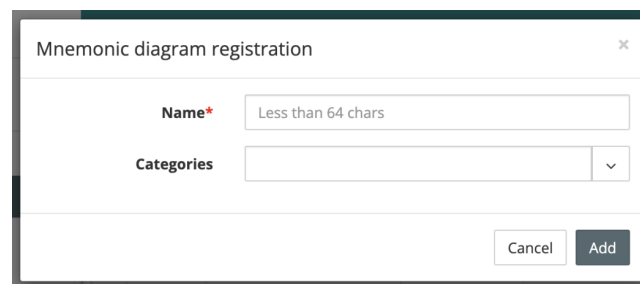 Mnemonic diagram registration ×
Name*
Less than 64 chars
Categories
Cancel
Add